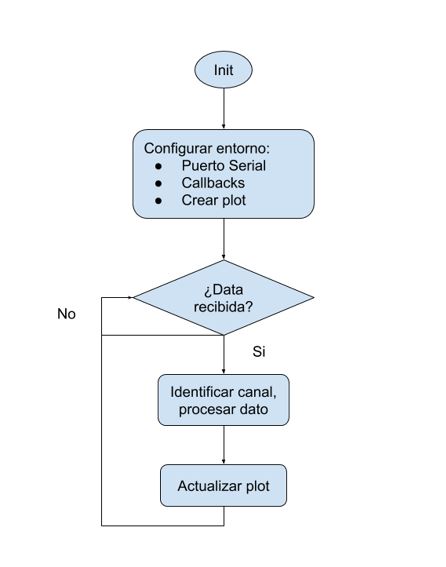 Init
Configurar entorno:
● Puerto Serial
● Callbacks
● Crear plot
¿Data
recibida?
No
Si
Identificar canal,
procesar dato
Actualizar plot